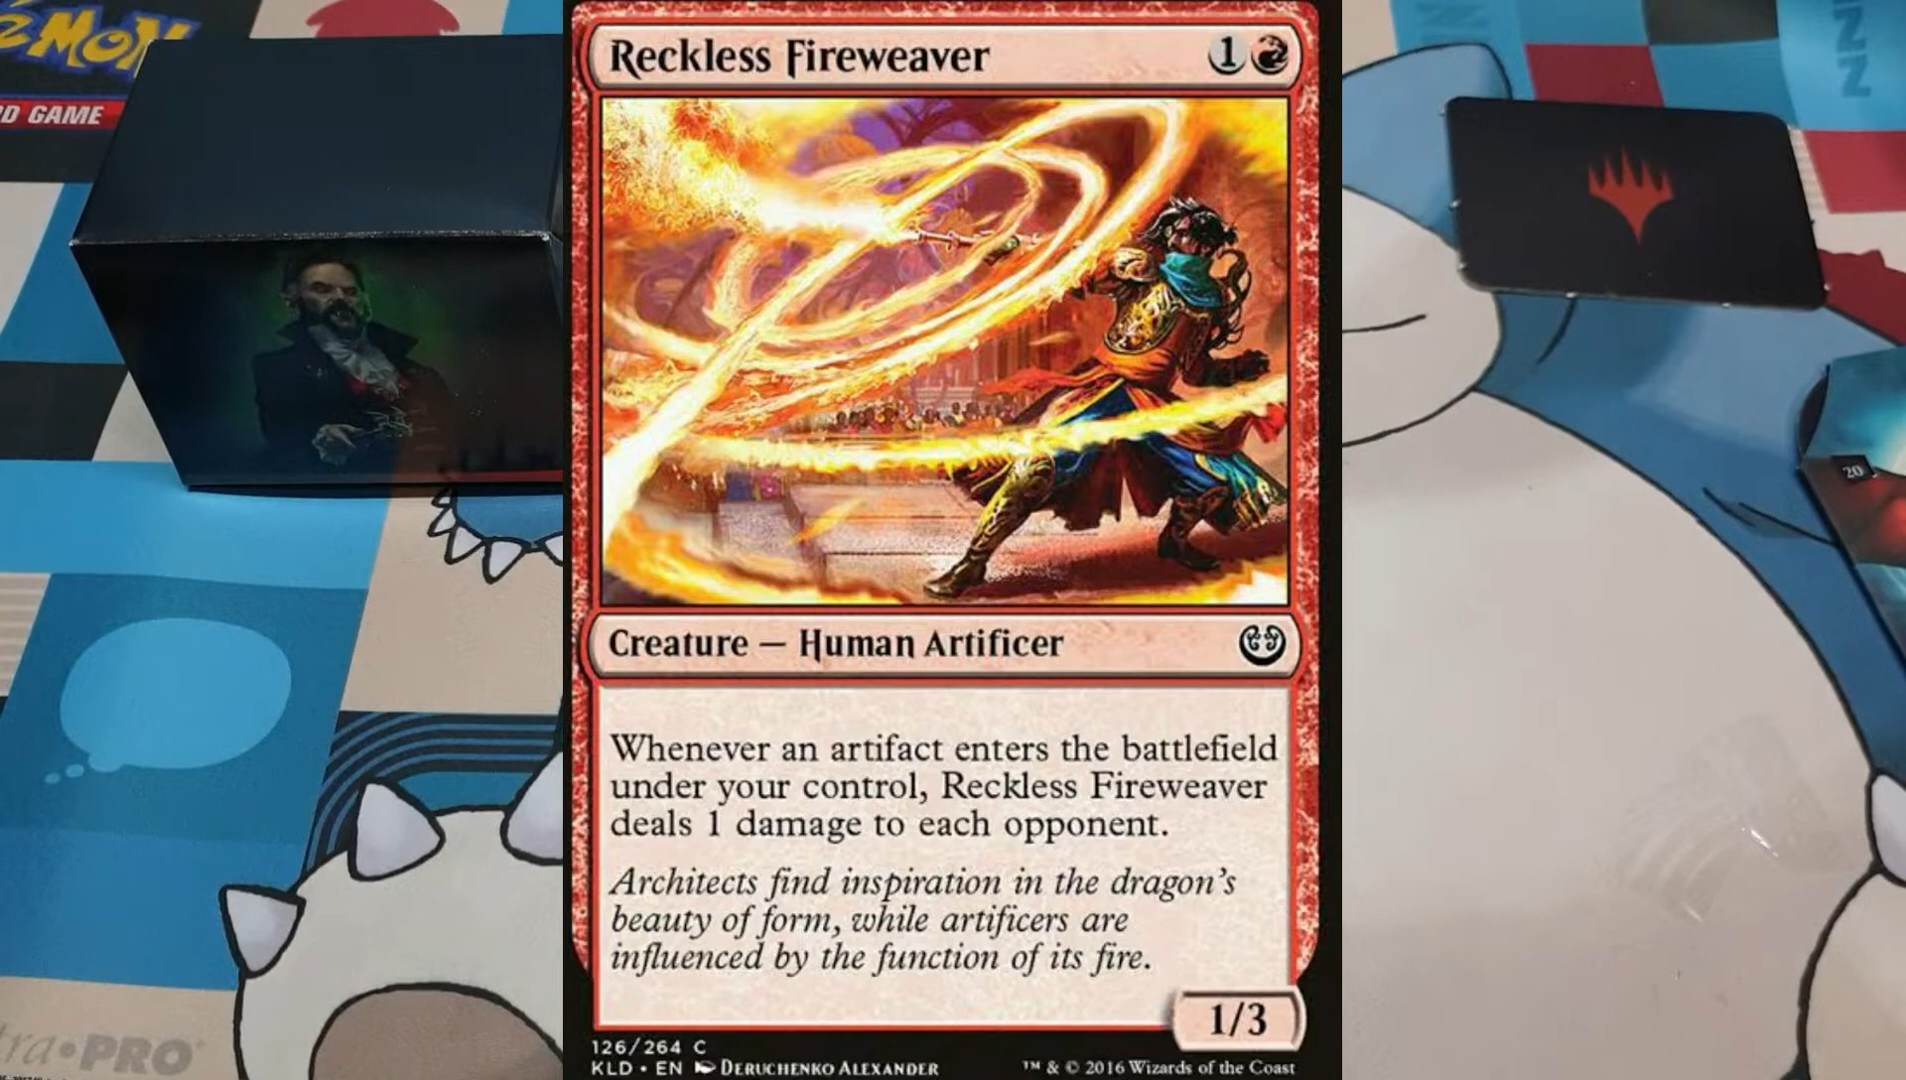 éMON
D GAME
Reckless Fireweaver
1
Creature — Human Artificer
Whenever an artifact enters the battlefield
under your control, Reckless Fireweaver
deals 1 damage to each opponent.
Architects find inspiration in the dragon's
beauty of form, while artificers are
influenced by the function of its fire.
1/3
126/264 C
KLD • EN DERUCHENKO ALEXANDER
™ & © 2016 Wizards of the Coast
20
tra•PRO